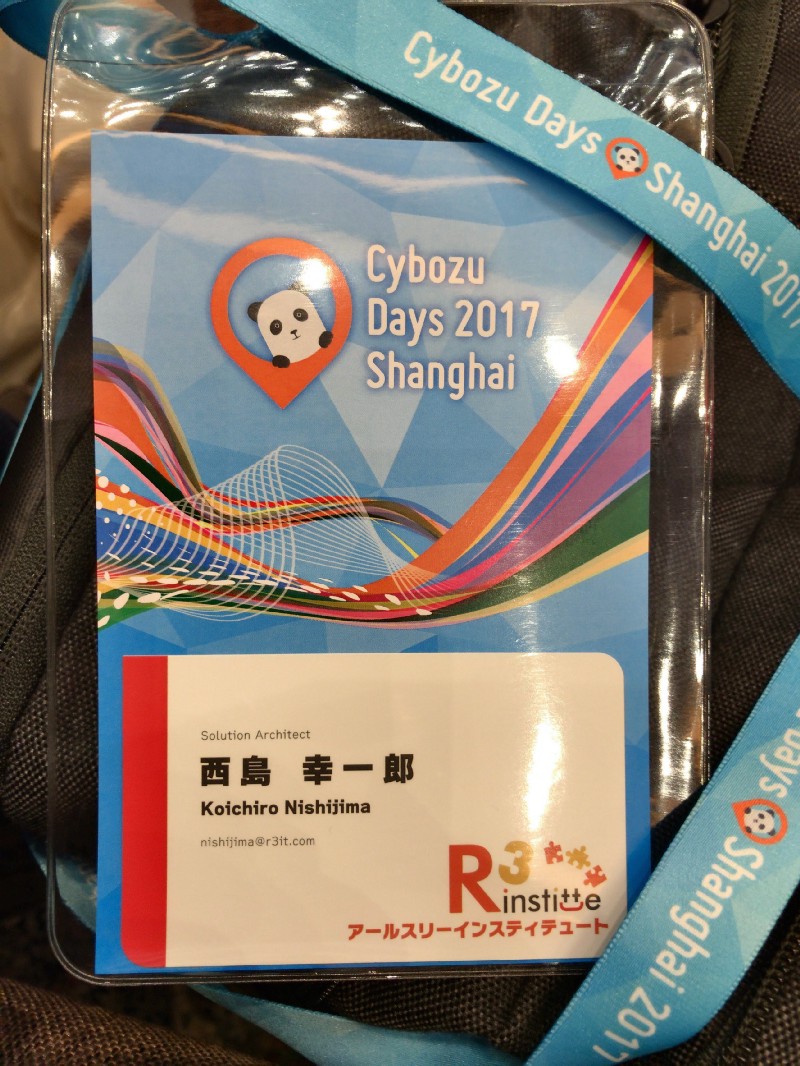 Cybozu Days Shanghai 2017
Cybozu
Days 2017
Shanghai
Solution Architect
西島 幸一郎
Koichiro Nishijima
nishijima@r3it.com
R3
institute
アールスリーインスティテュート
Days Shanghai 2017